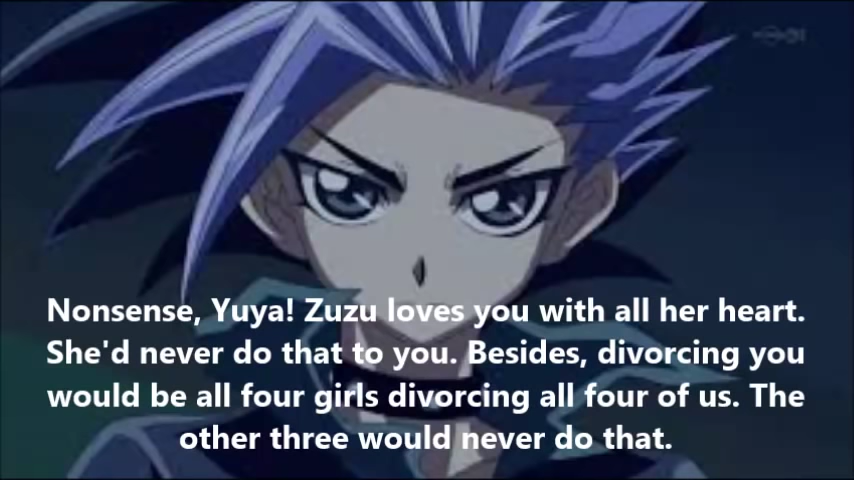 Nonsense, Yuya! Zuzu loves you with all her heart.
She'd never do that to you. Besides, divorcing you
would be all four girls divorcing all four of us. The
other three would never do that.